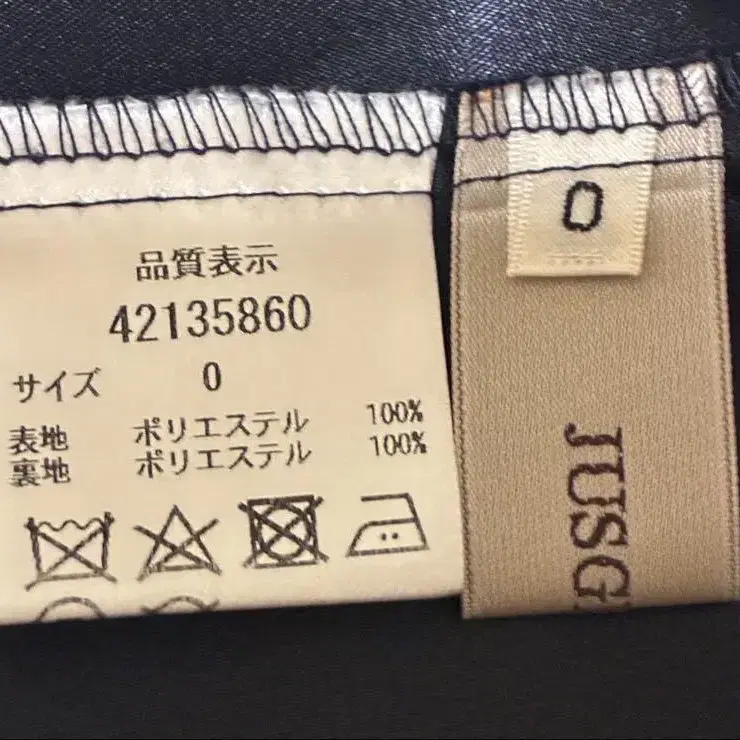 品質表示
42135860
サイズ 0
表地 ポリエステル 100%
裏地 ポリエステル 100%
0